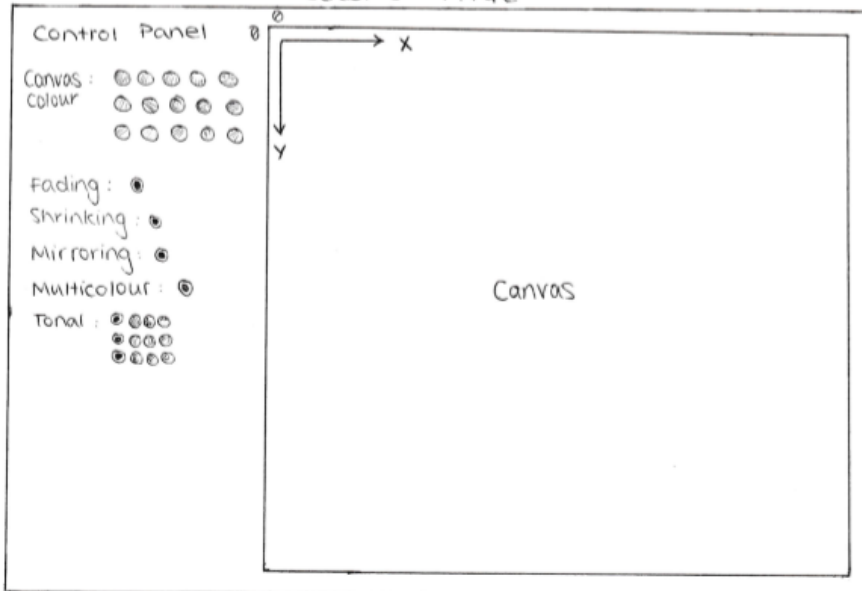 Control Panel
0
0
X
Y
Canvas :
Colour
Fading :
Shrinking :
Mirroring :
Multicolour :
Tonal :
Canvas